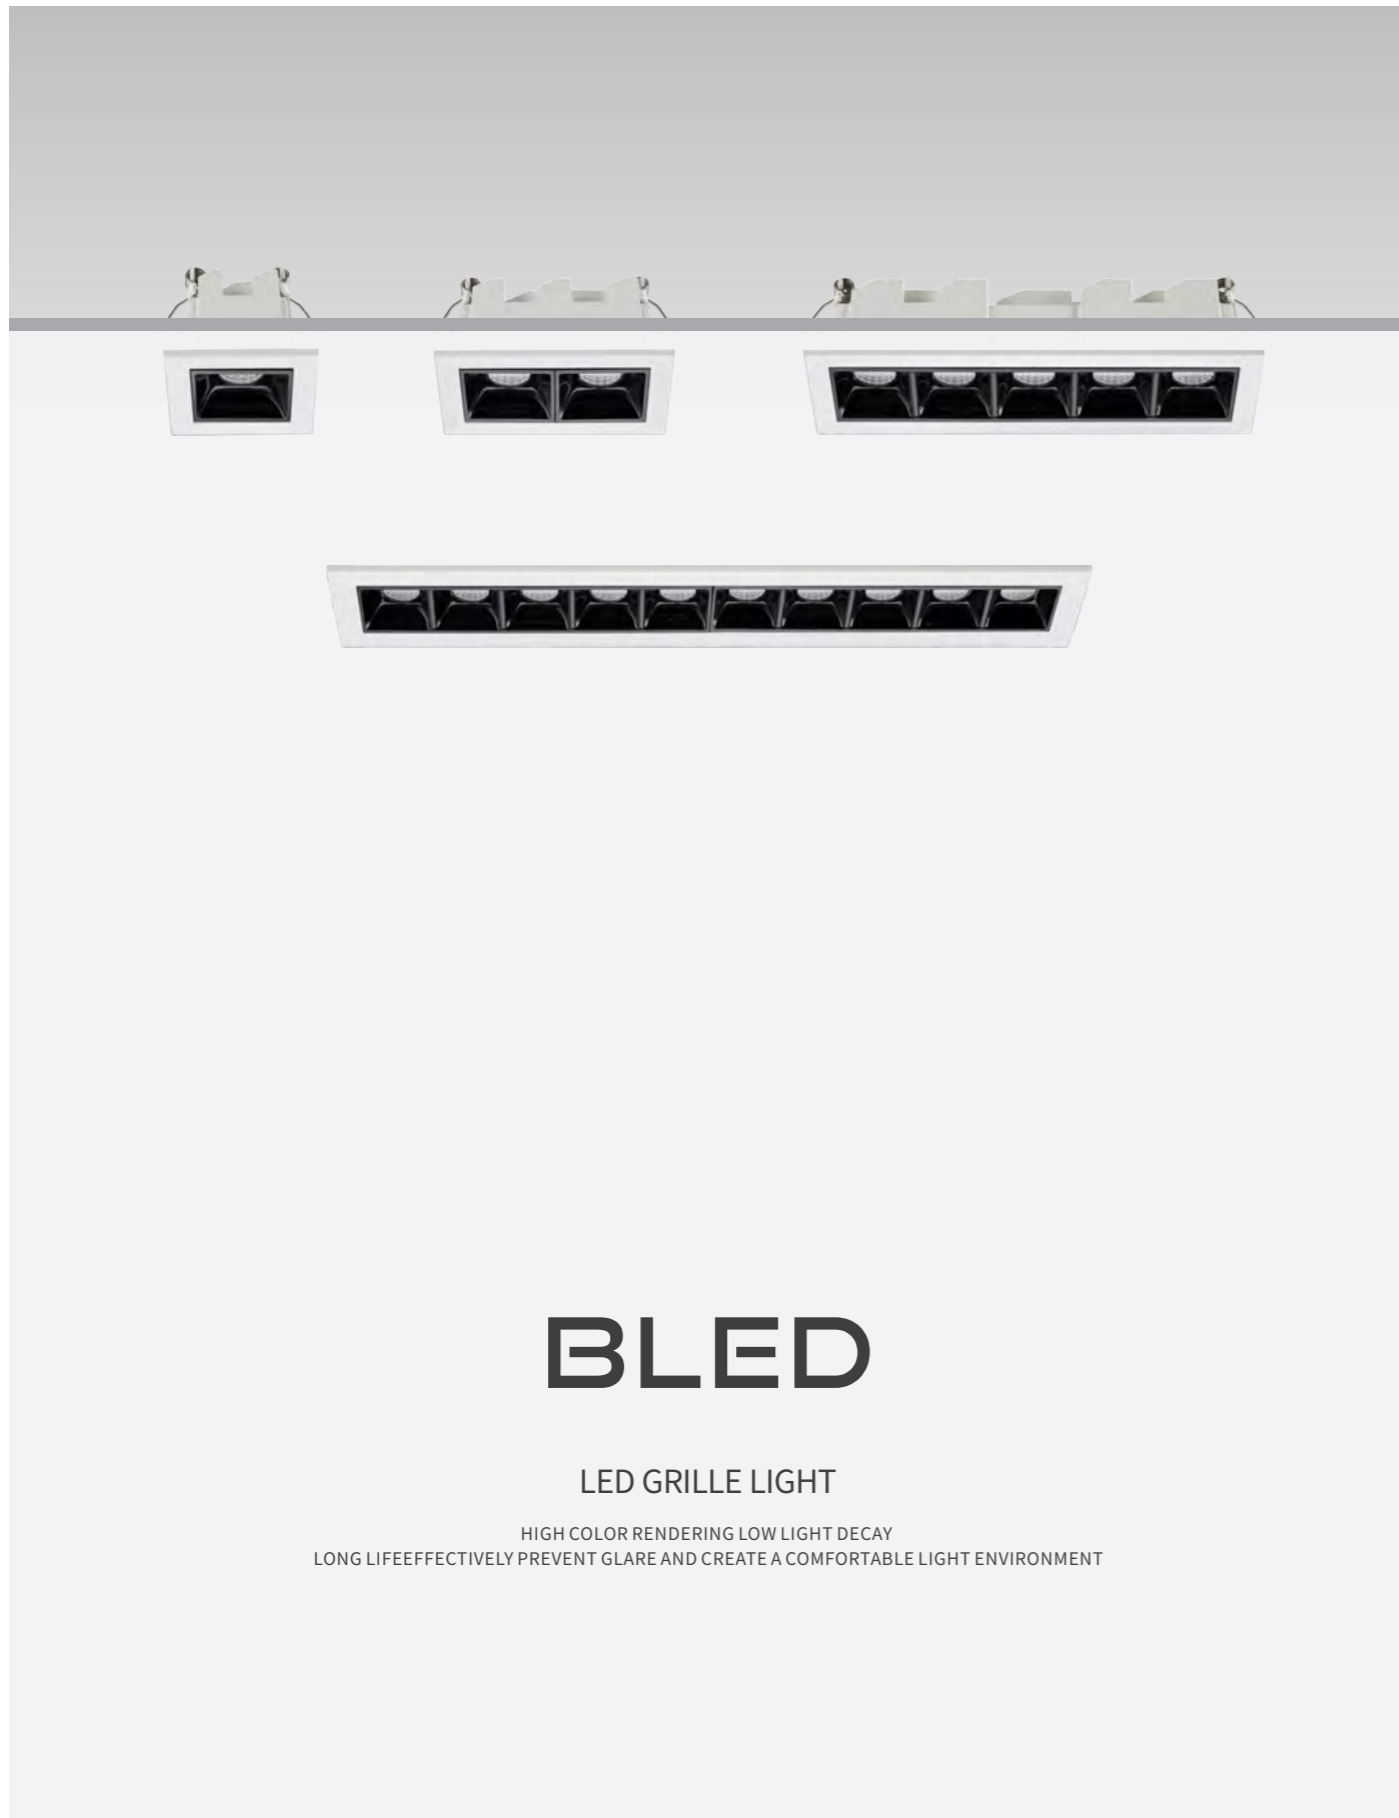 BLED
LED GRILLE LIGHT
HIGH COLOR RENDERING LOW LIGHT DECAY
LONG LIFEEFFECTIVELY PREVENT GLARE AND CREATE A COMFORTABLE LIGHT ENVIRONMENT